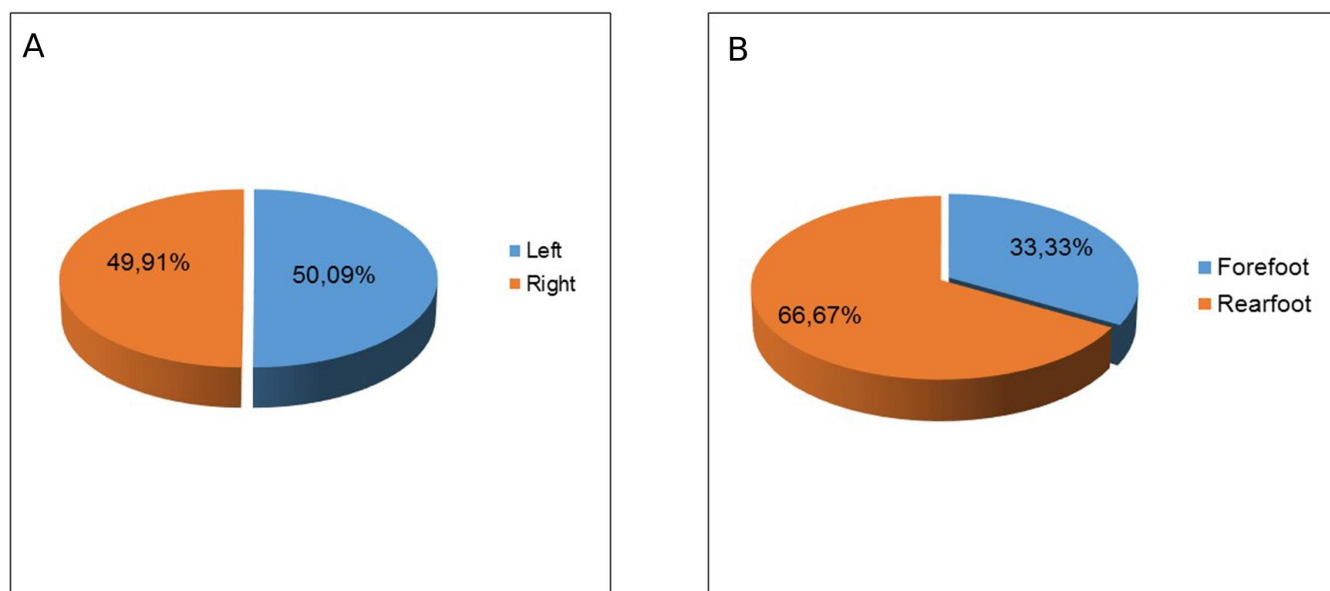 A
49,91%
50,09%
Left
Right
B
33,33%
66,67%
Forefoot
Rearfoot